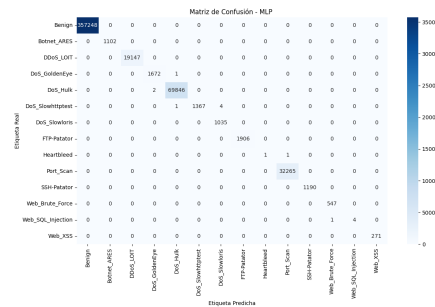 Matriz de Confusión - MLP
Etiqueta Real
Benign 357248 0 0 0 0 0 0 0 0 0 0 0 0 0
Botnet_ARES 0 1102 0 0 0 0 0 0 0 0 0 0 0 0
DDoS_LOIT 0 0 19147 0 0 0 0 0 0 0 0 0 0 0
DoS_GoldenEye 0 0 0 1672 1 0 0 0 0 0 0 0 0 0
DoS_Hulk 0 0 0 2 69846 0 0 0 0 0 0 0 0 0
DoS_Slowhttptest 0 0 0 0 1 1367 4 0 0 0 0 0 0 0
DoS_Slowloris 0 0 0 0 0 0 1035 0 0 0 0 0 0 0
FTP-Patator 0 0 0 0 0 0 0 1906 0 0 0 0 0 0
Heartbleed 0 0 0 0 0 0 0 0 1 1 0 0 0 0
Port_Scan 0 0 0 0 0 0 0 0 0 32265 0 0 0 0
SSH-Patator 0 0 0 0 0 0 0 0 0 0 1190 0 0 0
Web_Brute_Force 0 0 0 0 0 0 0 0 0 0 0 547 0 0
Web_SQL_Injection 0 0 0 0 0 0 0 0 0 0 0 1 4 0
Web_XSS 0 0 0 0 0 0 0 0 0 0 0 0 0 271
Benign
Botnet_ARES
DDoS_LOIT
DoS_GoldenEye
DoS_Hulk
DoS_Slowhttptest
DoS_Slowloris
FTP-Patator
Heartbleed
Port_Scan
SSH-Patator
Web_Brute_Force
Web_SQL_Injection
Web_XSS
Etiqueta Predicha
3500
3000
2500
2000
1500
1000
5000
0